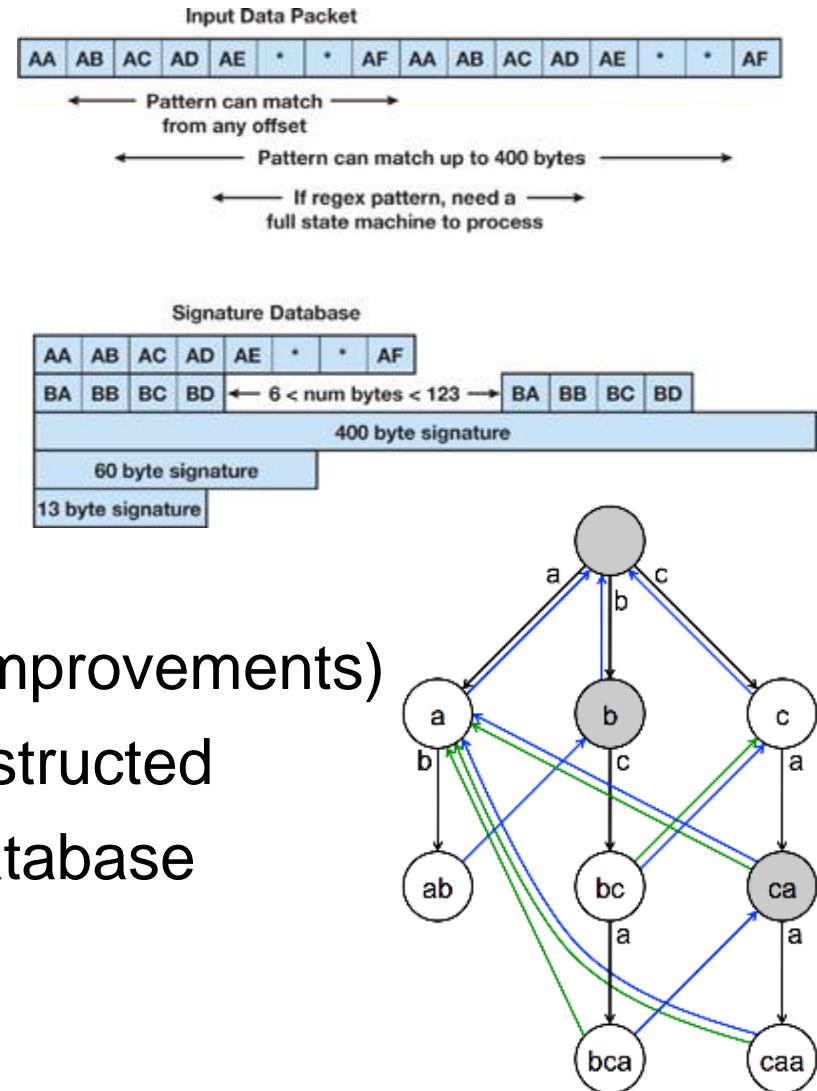 Input Data Packet
AA AB AC AD AE * * AF AA AB AC AD AE * * AF
Pattern can match
from any offset
Pattern can match up to 400 bytes
If regex pattern, need a
full state machine to process
Signature Database
AA AB AC AD AE * * AF
BA BB BC BD 6 < num bytes < 123 BA BB BC BD
400 byte signature
60 byte signature
13 byte signature
a b c
mprovements)
a b c
b c a
structed
tabase
ab bc ca
a a
bca caa